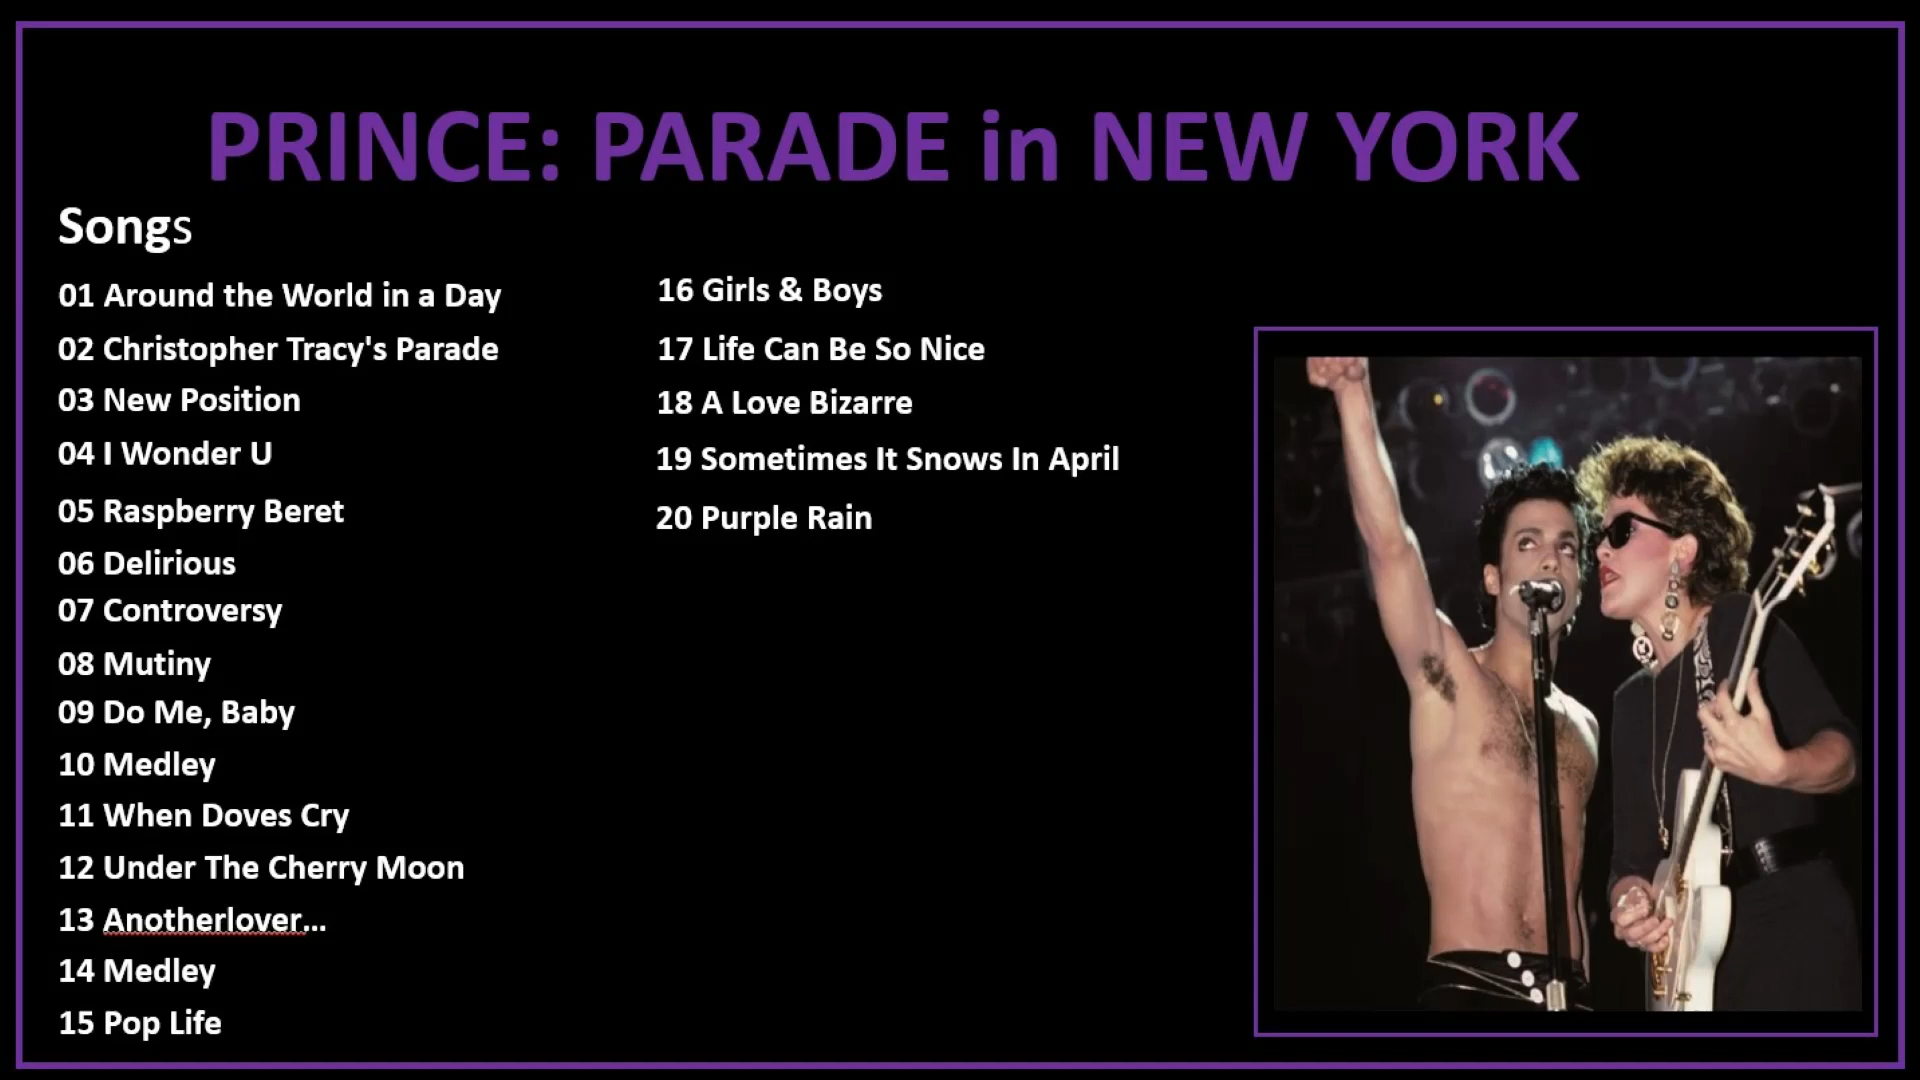 PRINCE: PARADE in NEW YORK
Songs
01 Around the World in a Day
02 Christopher Tracy's Parade
03 New Position
04 I Wonder U
05 Raspberry Beret
06 Delirious
07 Controversy
08 Mutiny
09 Do Me, Baby
10 Medley
11 When Doves Cry
12 Under The Cherry Moon
13 Anotherlover...
14 Medley
15 Pop Life
16 Girls & Boys
17 Life Can Be So Nice
18 A Love Bizarre
19 Sometimes It Snows In April
20 Purple Rain